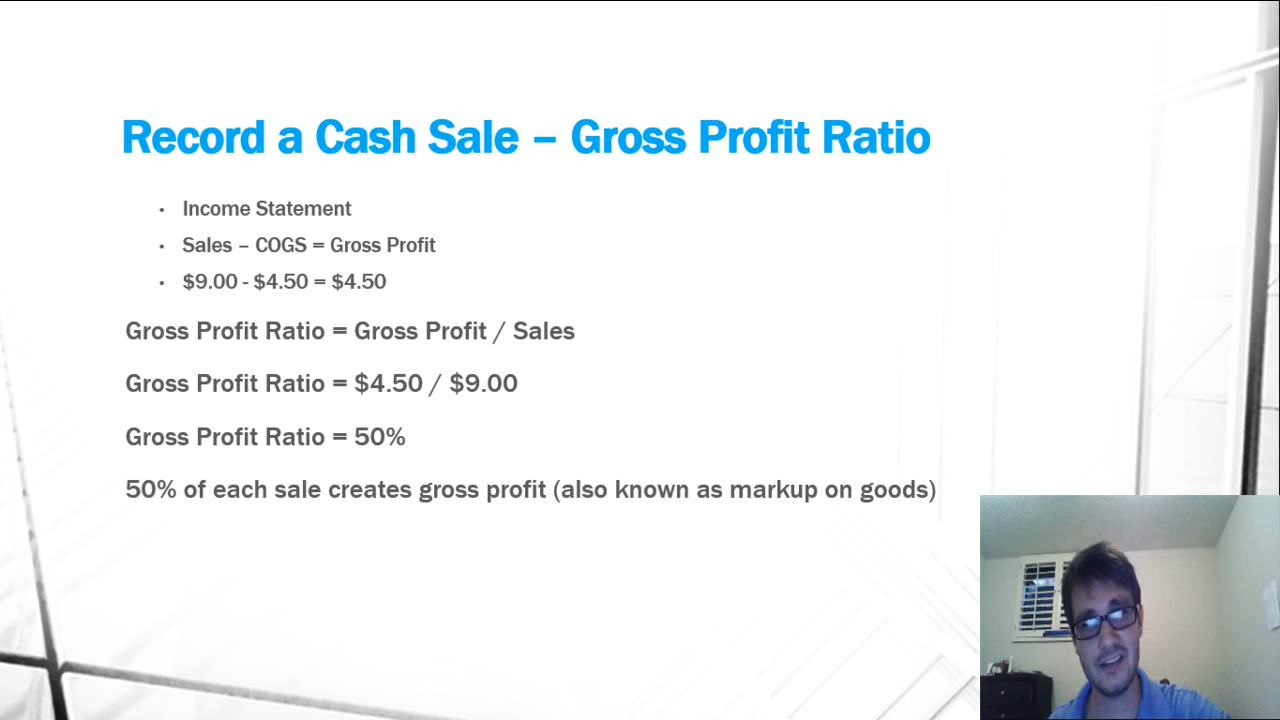 Record a Cash Sale – Gross Profit Ratio
• Income Statement
• Sales – COGS = Gross Profit
• $9.00 - $4.50 = $4.50
Gross Profit Ratio = Gross Profit / Sales
Gross Profit Ratio = $4.50 / $9.00
Gross Profit Ratio = 50%
50% of each sale creates gross profit (also known as markup on goods)